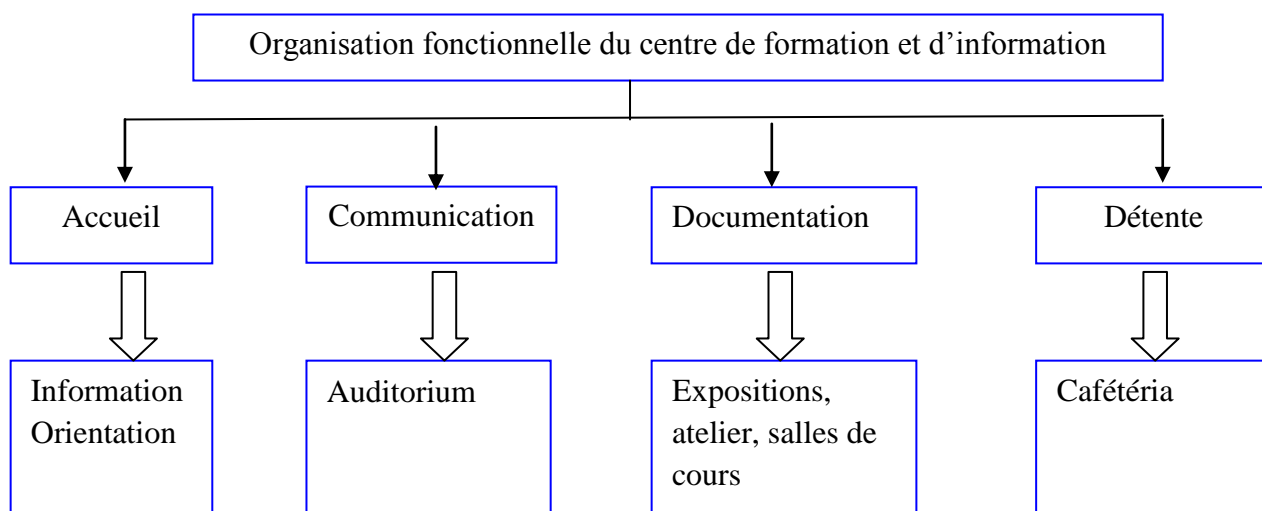 Organisation fonctionnelle du centre de formation et d’information
Accueil
Communication
Documentation
Détente
Information
Orientation
Auditorium
Expositions,
atelier, salles de
cours
Cafétéria